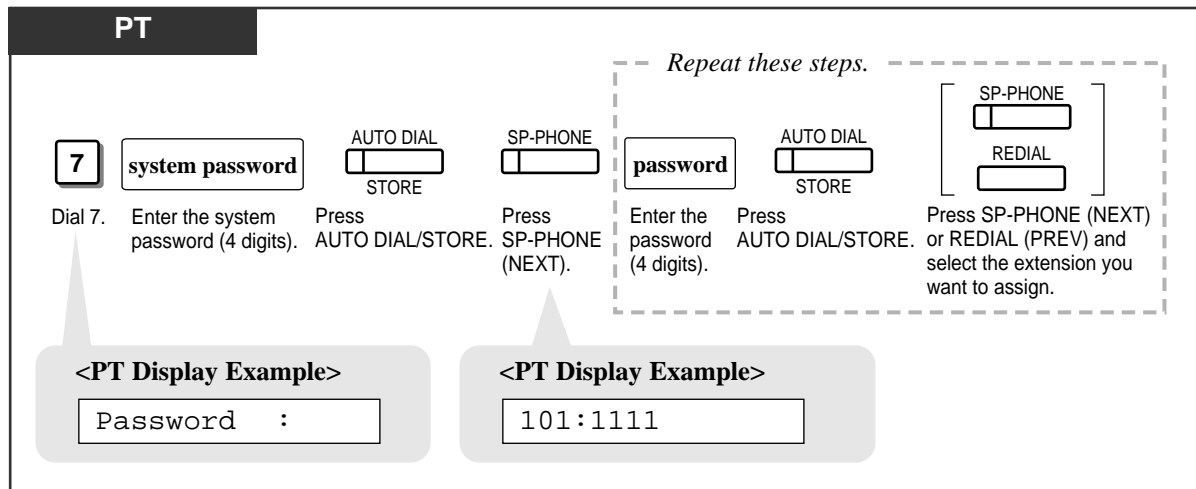 PT
Repeat these steps.
7
system password
AUTO DIAL
STORE
SP-PHONE
password
AUTO DIAL
STORE
SP-PHONE
REDIAL
Dial 7.
Enter the system
password (4 digits).
Press
AUTO DIAL/STORE.
Press
SP-PHONE
(NEXT).
Enter the
password
(4 digits).
Press
AUTO DIAL/STORE.
Press SP-PHONE (NEXT)
or REDIAL (PREV) and
select the extension you
want to assign.
<PT Display Example>
Password :
<PT Display Example>
101:1111